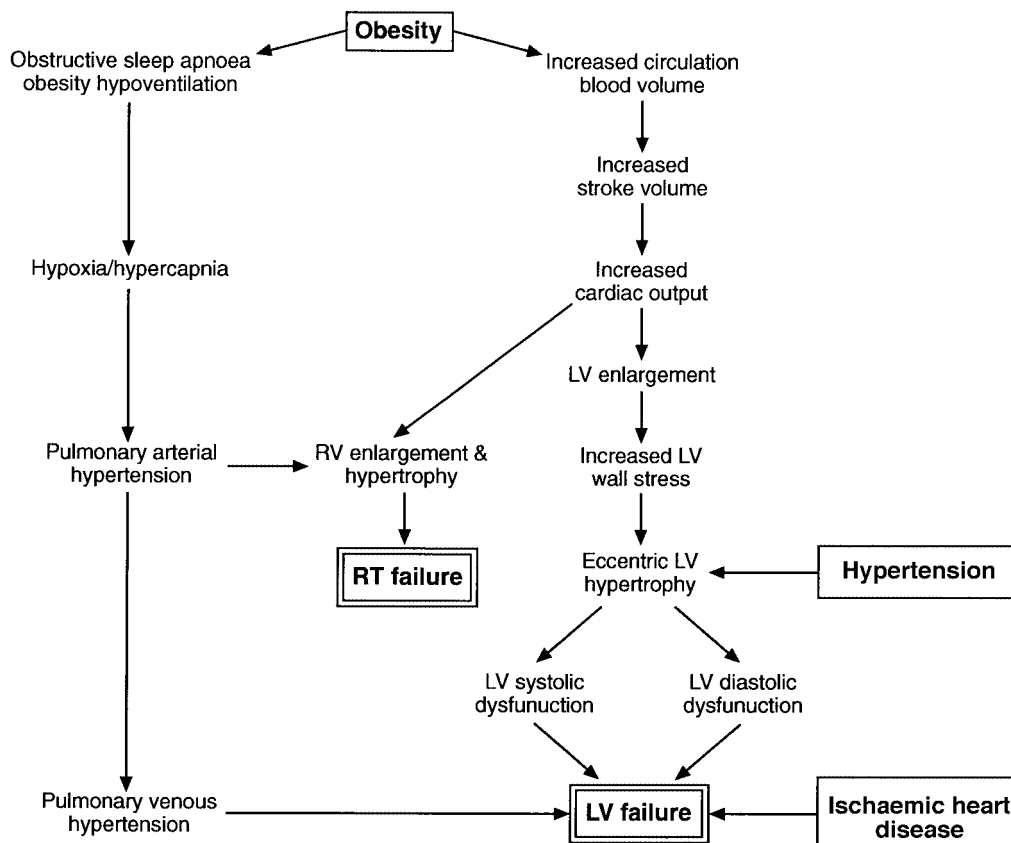 Obesity
Obstructive sleep apnoea
obesity hypoventilation
Increased circulation
blood volume
Increased
stroke volume
Hypoxia/hypercapnia
Increased
cardiac output
LV enlargement
Pulmonary arterial
hypertension
RV enlargement &
hypertrophy
Increased LV
wall stress
RT failure
Eccentric LV
hypertrophy
Hypertension
LV systolic
dysfunuction
LV diastolic
dysfunuction
Pulmonary venous
hypertension
LV failure
Ischaemic heart
disease